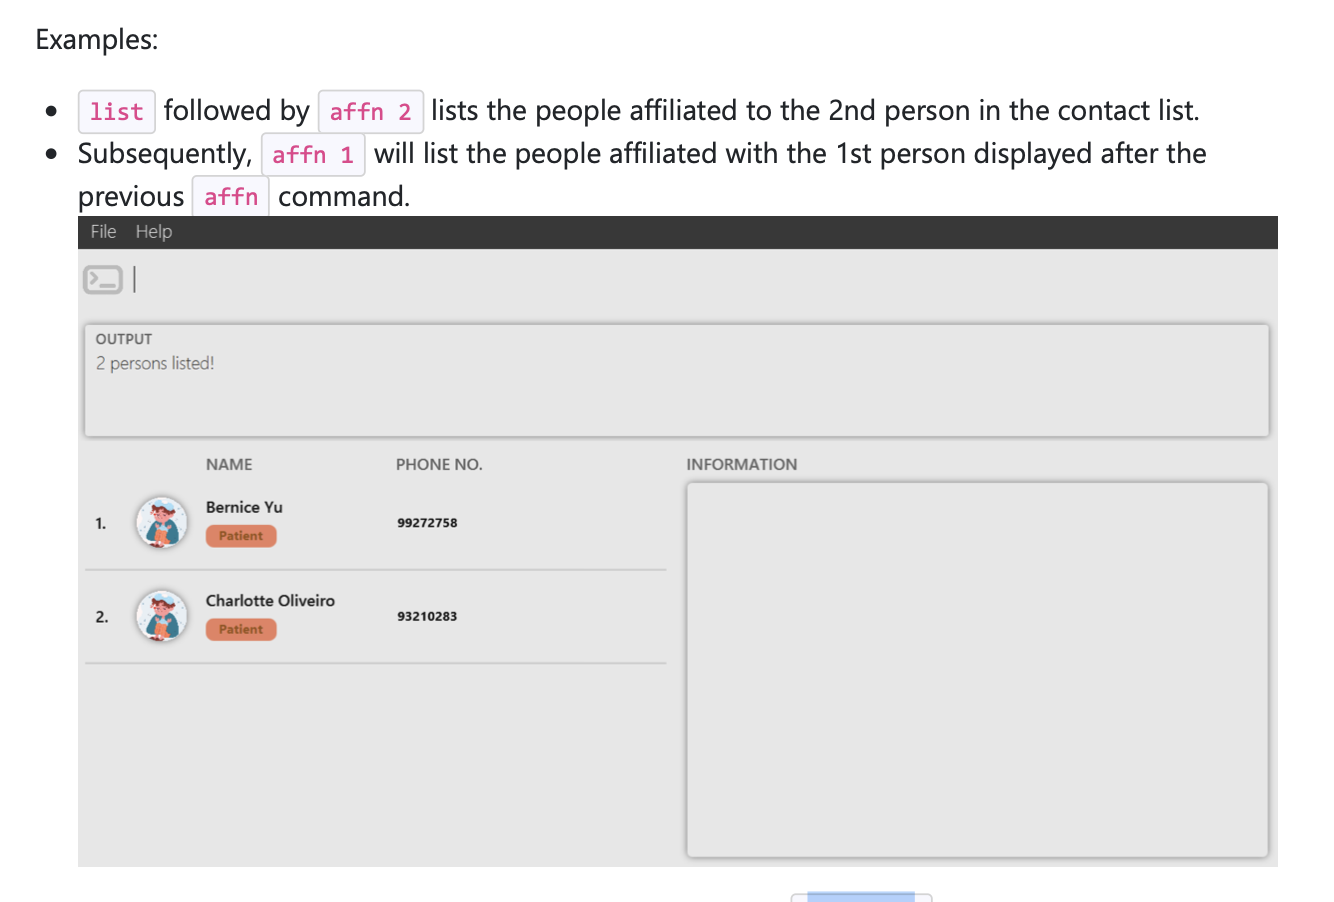 Examples:
list followed by affn 2 lists the people affiliated to the 2nd person in the contact list.
Subsequently, affn 1 will list the people affiliated with the 1st person displayed after the
previous affn command.
File Help
OUTPUT
2 persons listed!
NAME PHONE NO. INFORMATION
1. Bernice Yu 99272758
Patient
2. Charlotte Oliveiro 93210283
Patient